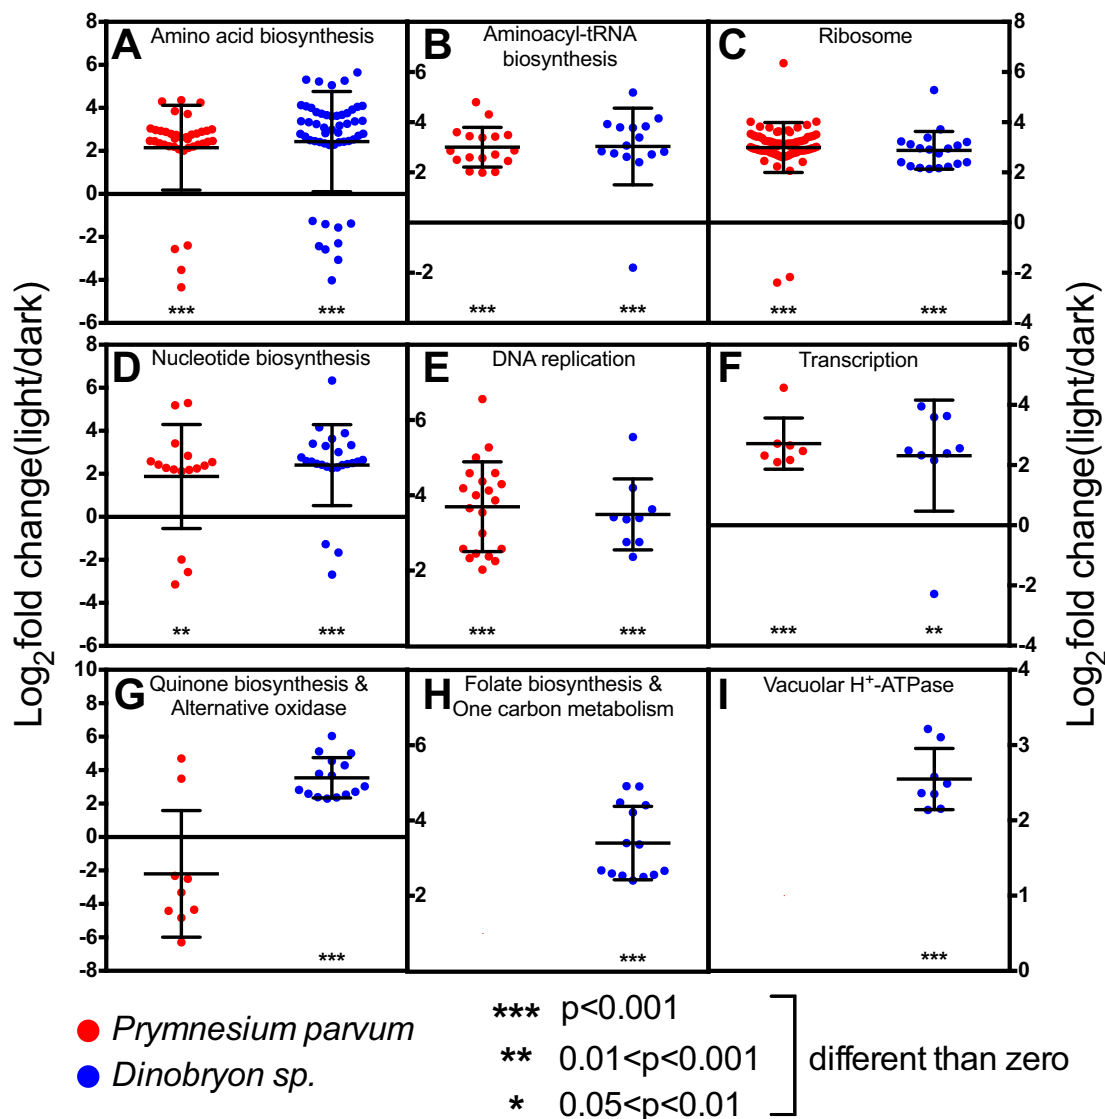 Log2fold change(light/dark)
Log2fold change(light/dark)
A
Amino acid biosynthesis
8
6
4
2
0
-2
-4
-6
***
***
B
Aminoacyl-tRNA
biosynthesis
6
4
2
-2
***
***
C
Ribosome
8
6
4
2
0
-2
-4
***
***
D
Nucleotide biosynthesis
8
6
4
2
0
-2
-4
-6
**
***
E
DNA replication
6
4
2
***
***
F
Transcription
6
4
2
0
-2
-4
***
**
G
Quinone biosynthesis &
Alternative oxidase
10
8
6
4
2
0
-2
-4
-6
-8
***
H
Folate biosynthesis &
One carbon metabolism
6
4
2
***
I
Vacuolar H+-ATPase
4
3
2
1
0
***
Prymnesium parvum
Dinobryon sp.
*** p<0.001
** 0.01<p<0.001
* 0.05<p<0.01
different than zero